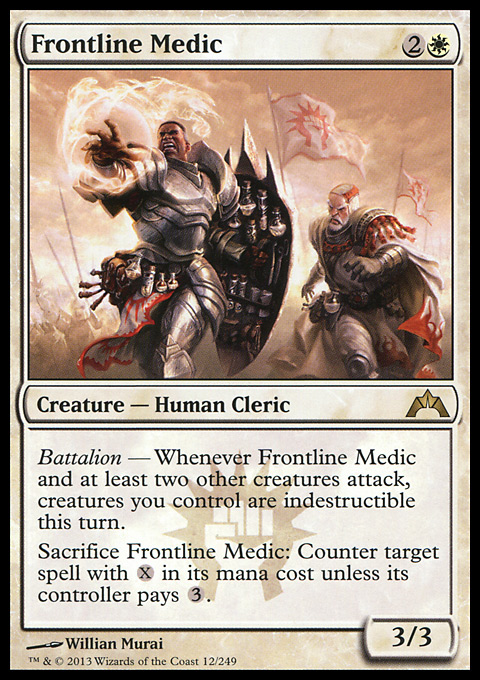 Frontline Medic 2
Creature — Human Cleric
Battalion — Whenever Frontline Medic
and at least two other creatures attack,
creatures you control are indestructible
this turn.
Sacrifice Frontline Medic: Counter target
spell with X in its mana cost unless its
controller pays 3.
Willian Murai
3/3
™ & © 2013 Wizards of the Coast 12/249